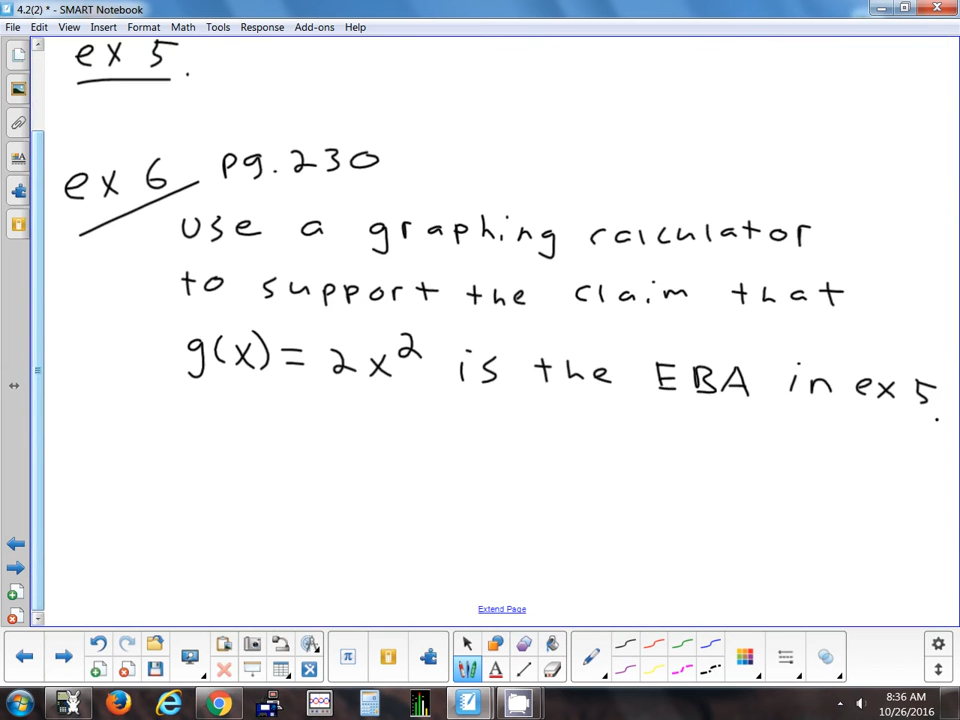 4.2(2) * - SMART Notebook
File Edit View Insert Format Math Tools Response Add-ons Help
ex 5.
ex 6 pg.230
use a graphing calculator
to support the claim that
g(x) = 2x² is the EBA in ex 5.
Extend Page
8:36 AM
10/26/2016